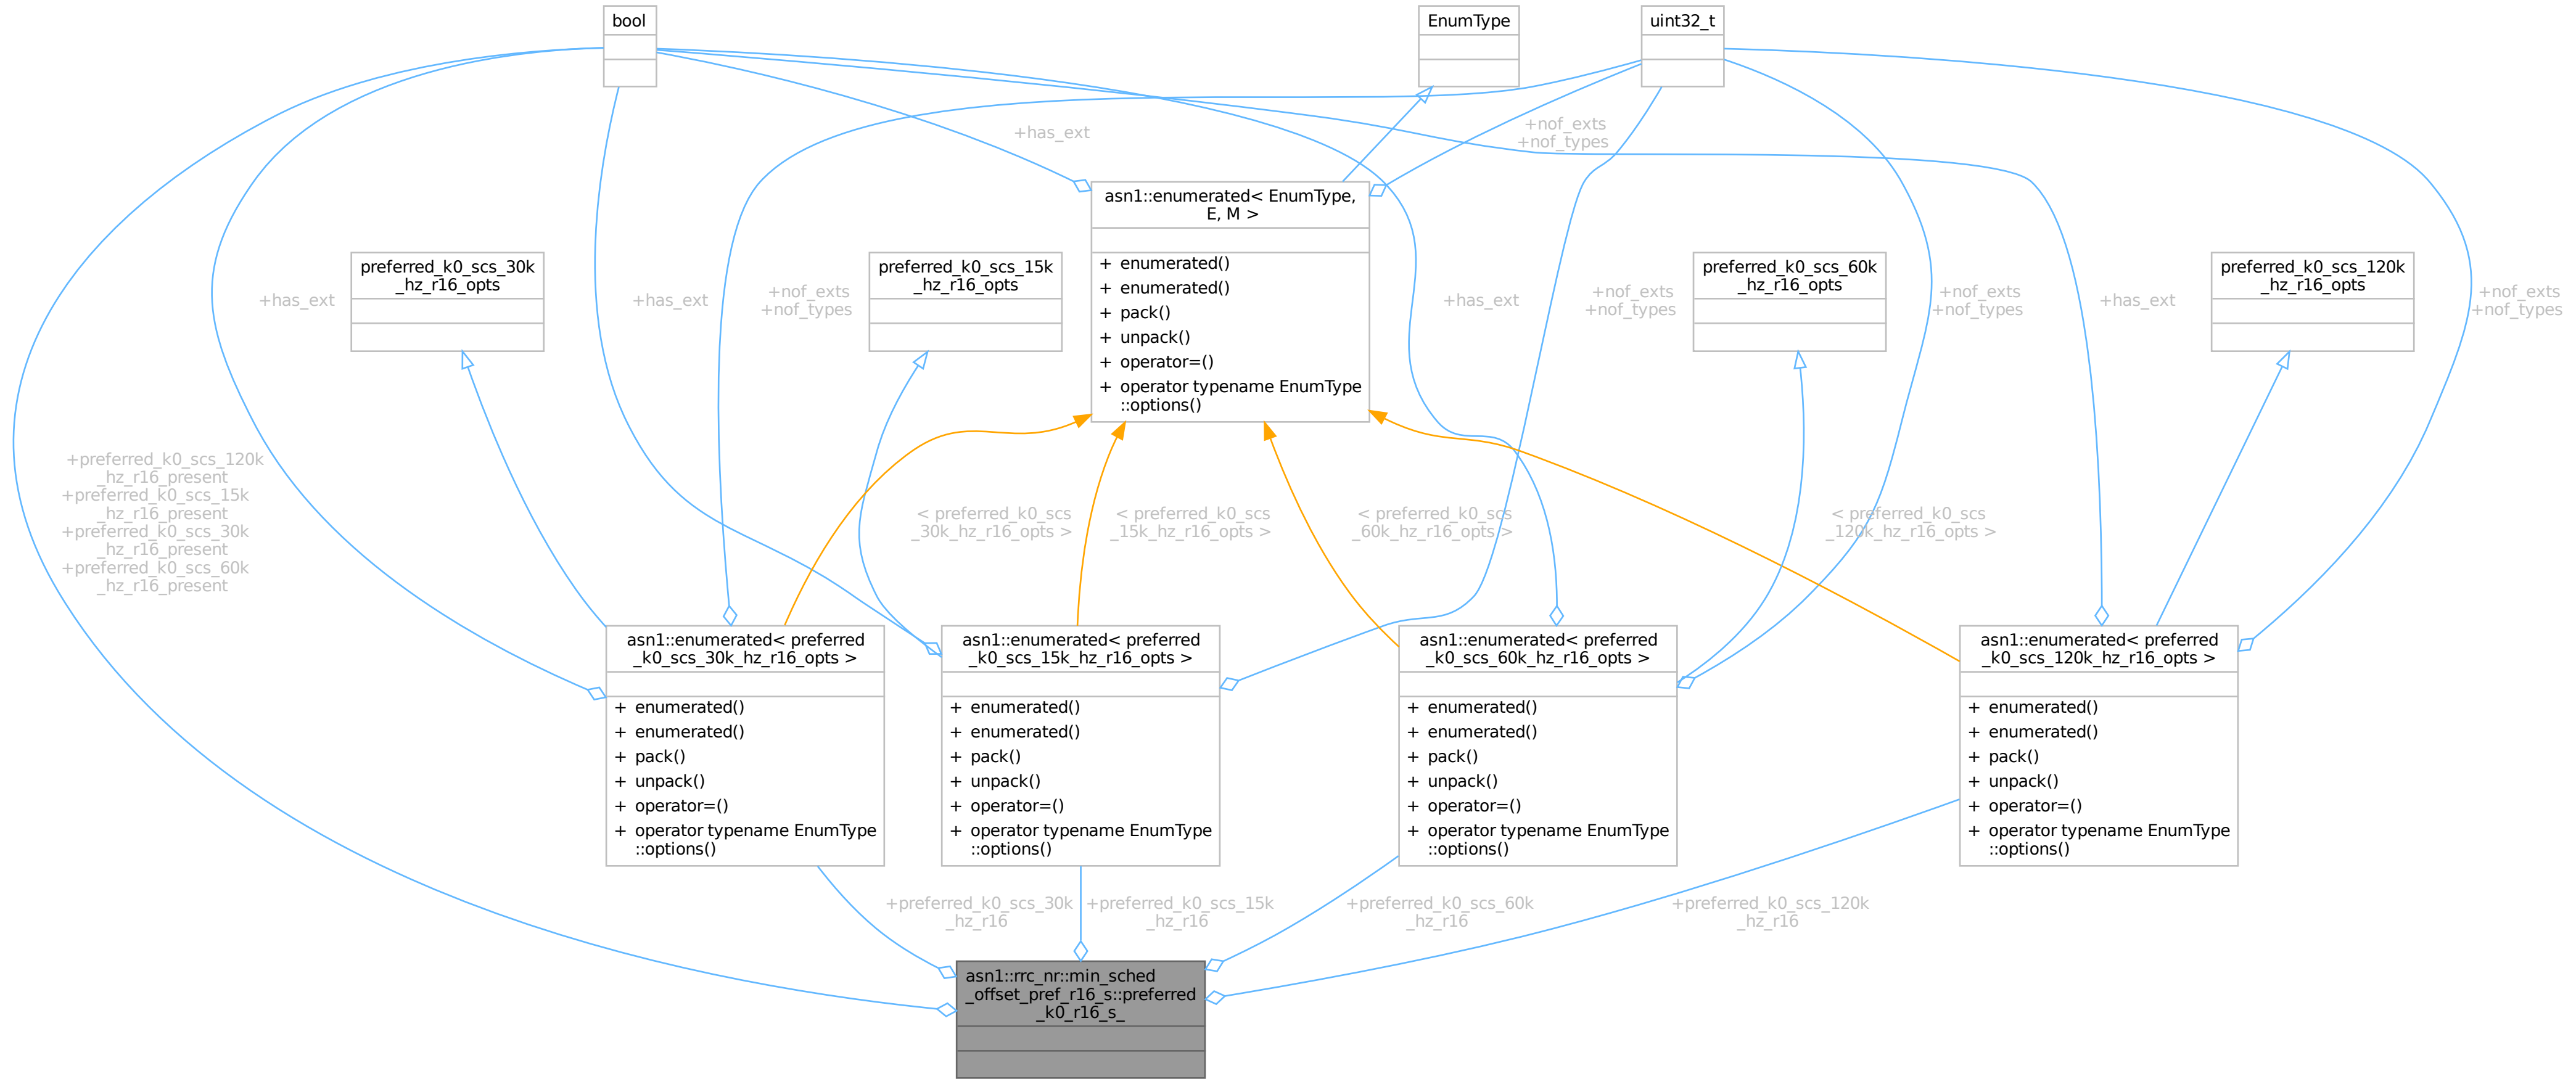 bool
EnumType
uint32_t
+has_ext
+nof_exts
+nof_types
asn1::enumerated< EnumType,
E, M >
+ enumerated()
+ enumerated()
+ pack()
+ unpack()
+ operator=()
+ operator typename EnumType
::options()
preferred_k0_scs_30k
_hz_r16_opts
preferred_k0_scs_15k
_hz_r16_opts
preferred_k0_scs_60k
_hz_r16_opts
preferred_k0_scs_120k
_hz_r16_opts
+has_ext
+has_ext
+nof_exts
+nof_types
+has_ext
+nof_exts
+nof_types
+nof_exts
+nof_types
+has_ext
+nof_exts
+nof_types
+preferred_k0_scs_120k
_hz_r16_present
+preferred_k0_scs_15k
_hz_r16_present
+preferred_k0_scs_30k
_hz_r16_present
+preferred_k0_scs_60k
_hz_r16_present
< preferred_k0_scs
_30k_hz_r16_opts >
< preferred_k0_scs
_15k_hz_r16_opts >
< preferred_k0_scs
_60k_hz_r16_opts >
< preferred_k0_scs
_120k_hz_r16_opts >
asn1::enumerated< preferred
_k0_scs_30k_hz_r16_opts >
+ enumerated()
+ enumerated()
+ pack()
+ unpack()
+ operator=()
+ operator typename EnumType
::options()
asn1::enumerated< preferred
_k0_scs_15k_hz_r16_opts >
+ enumerated()
+ enumerated()
+ pack()
+ unpack()
+ operator=()
+ operator typename EnumType
::options()
asn1::enumerated< preferred
_k0_scs_60k_hz_r16_opts >
+ enumerated()
+ enumerated()
+ pack()
+ unpack()
+ operator=()
+ operator typename EnumType
::options()
asn1::enumerated< preferred
_k0_scs_120k_hz_r16_opts >
+ enumerated()
+ enumerated()
+ pack()
+ unpack()
+ operator=()
+ operator typename EnumType
::options()
+preferred_k0_scs_30k
_hz_r16
+preferred_k0_scs_15k
_hz_r16
+preferred_k0_scs_60k
_hz_r16
+preferred_k0_scs_120k
_hz_r16
asn1::rrc_nr::min_sched
_offset_pref_r16_s::preferred
_k0_r16_s_